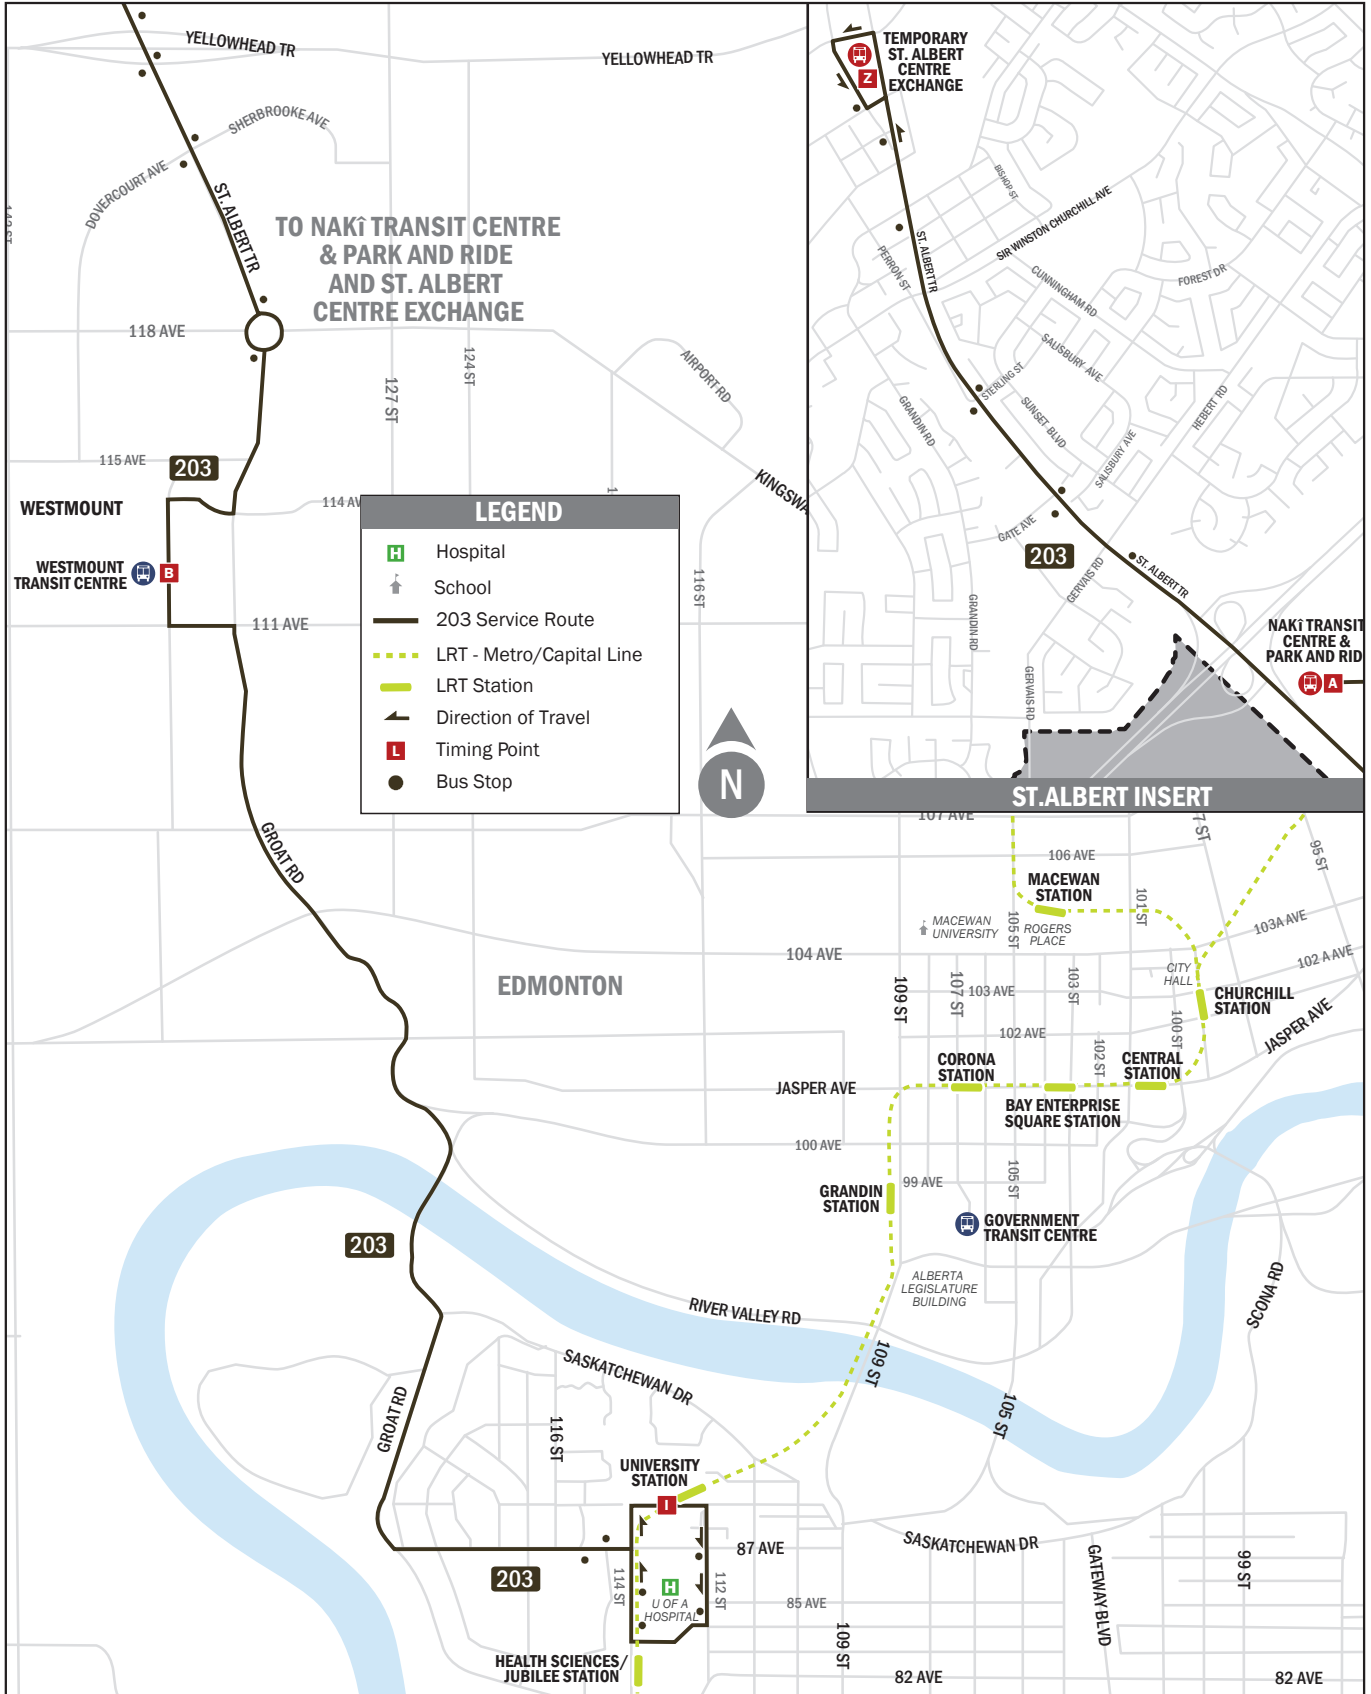 YELLOWHEAD TR
YELLOWHEAD TR
SHERBROOKE AVE
DOVERCOURT AVE
ST. ALBERT TR
TO NAKÎ TRANSIT CENTRE
& PARK AND RIDE
AND ST. ALBERT
CENTRE EXCHANGE
118 AVE
127 ST
124 ST
AIRPORT RD
115 AVE
203
WESTMOUNT
114 AV
KINGSWA
WESTMOUNT
TRANSIT CENTRE
B
111 AVE
116 ST
LEGEND
H Hospital
School
203 Service Route
LRT - Metro/Capital Line
LRT Station
Direction of Travel
L Timing Point
Bus Stop
N
TEMPORARY
ST. ALBERT
CENTRE
EXCHANGE
Z
BISHOP ST
SIR WINSTON CHURCHILL AVE
PERRON ST
ST. ALBERT TR
CUNNINGHAM RD
FOREST DR
SALISBURY AVE
STERLING ST
SUNSET BLVD
HEBERT RD
GRANDIN RD
SALISBURY AVE
GATE AVE
203
GERVAIS RD
ST. ALBERT TR
GRANDIN RD
GERVAIS RD
NAKÎ TRANSIT
CENTRE &
PARK AND RID
A
ST.ALBERT INSERT
GROAT RD
107 AVE
7 ST
95 ST
106 AVE
MACEWAN
STATION
101 ST
MACEWAN
UNIVERSITY
105 ST
ROGERS
PLACE
103A AVE
104 AVE
102 A AVE
CITY
HALL
EDMONTON
109 ST
107 ST
103 AVE
103 ST
CHURCHILL
STATION
JASPER AVE
102 AVE
100 ST
102 ST
CORONA
STATION
CENTRAL
STATION
JASPER AVE
BAY ENTERPRISE
SQUARE STATION
100 AVE
99 AVE
105 ST
GRANDIN
STATION
GOVERNMENT
TRANSIT CENTRE
203
ALBERTA
LEGISLATURE
BUILDING
SCONA RD
RIVER VALLEY RD
109 ST
SASKATCHEWAN DR
105 ST
GROAT RD
116 ST
UNIVERSITY
STATION
I
87 AVE
SASKATCHEWAN DR
GATEWAY BLVD
99 ST
203
114 ST
H
U OF A
HOSPITAL
112 ST
85 AVE
109 ST
HEALTH SCIENCES/
JUBILEE STATION
82 AVE
82 AVE